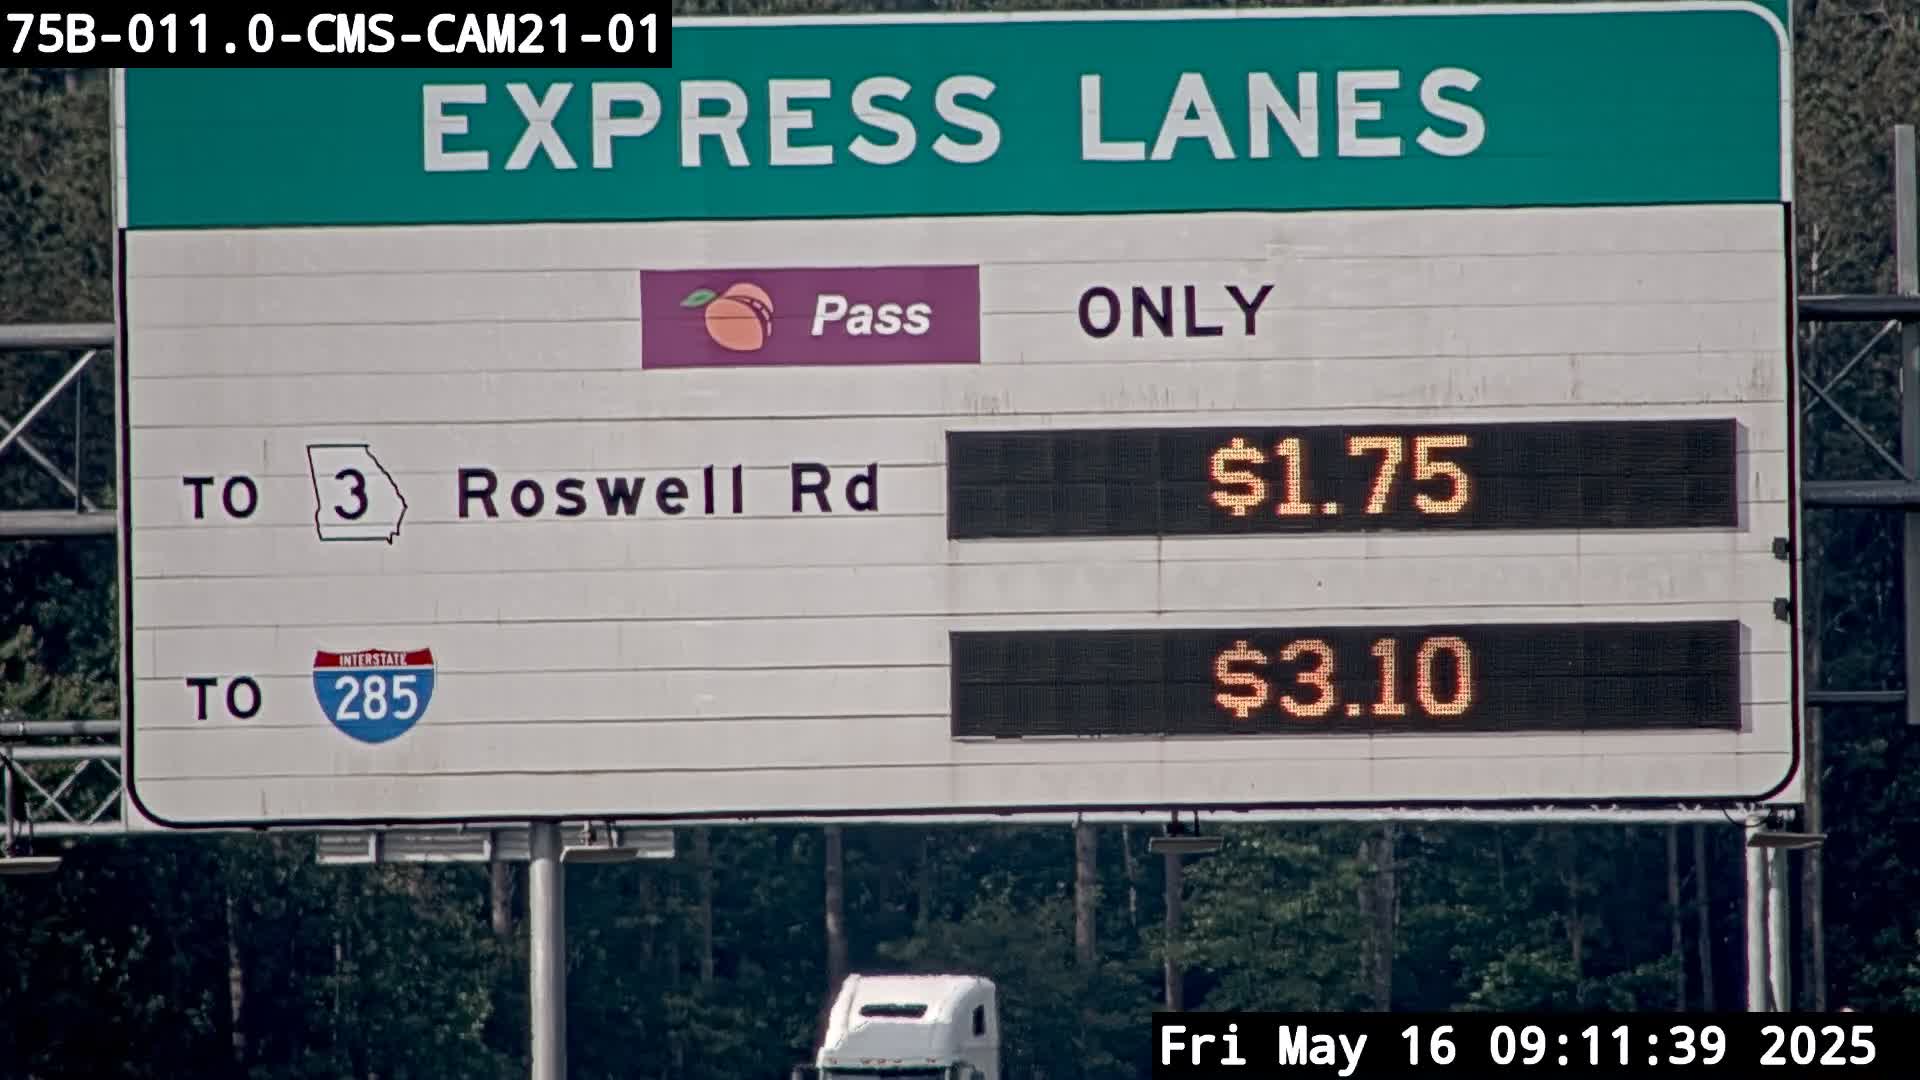 75B-011.0-CMS-CAM21-01
EXPRESS LANES
Pass ONLY
TO 3 Roswell Rd $1.75
INTERSTATE
TO 285 $3.10
Fri May 16 09:11:39 2025